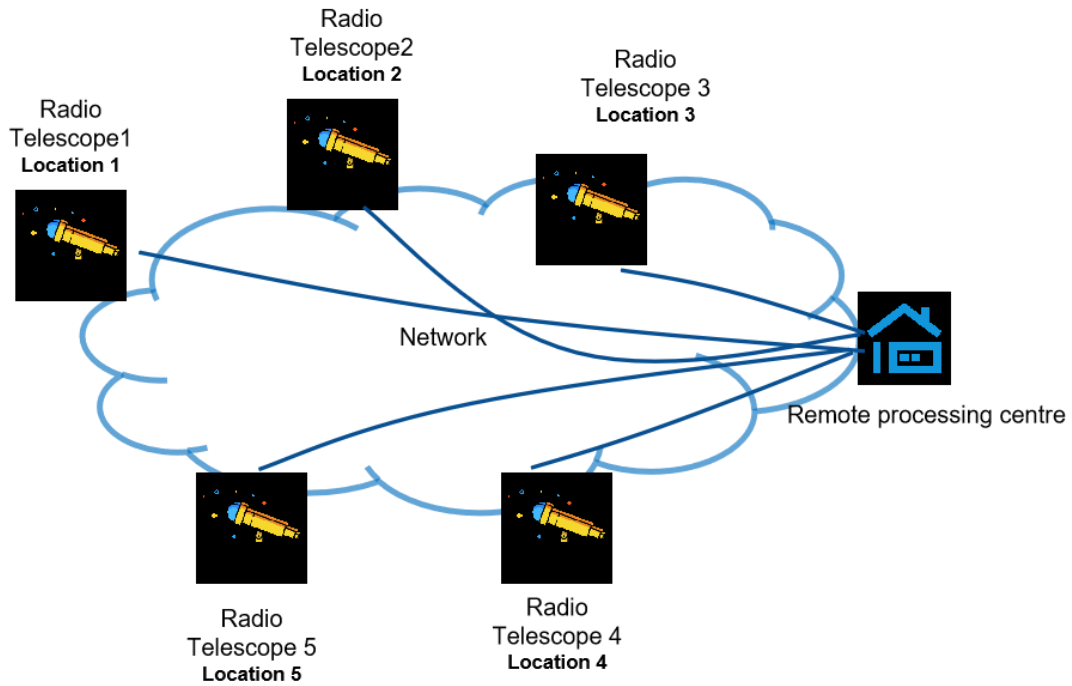 Radio
Telescope2
Location 2
Radio
Telescope 3
Location 3
Radio
Telescope1
Location 1
Network
Remote processing centre
Radio
Telescope 5
Location 5
Radio
Telescope 4
Location 4